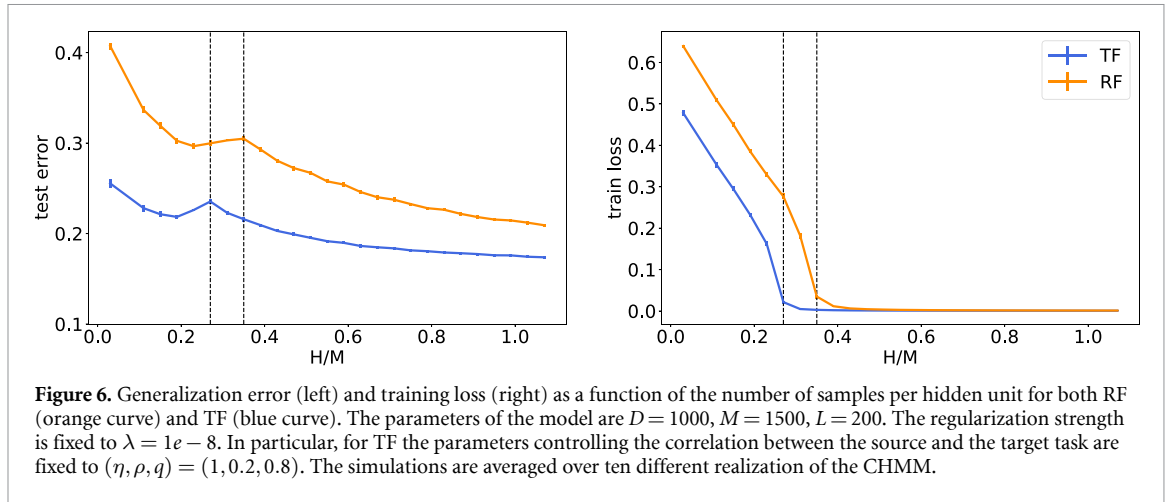 0.4
0.3
0.2
0.1
test error
0.0 0.2 0.4 0.6 0.8 1.0
H/M
0.6
0.5
0.4
0.3
0.2
0.1
0.0
train loss
0.0 0.2 0.4 0.6 0.8 1.0
H/M
TF
RF
Figure 6. Generalization error (left) and training loss (right) as a function of the number of samples per hidden unit for both RF
(orange curve) and TF (blue curve). The parameters of the model are D = 1000, M = 1500, L = 200. The regularization strength
is fixed to λ = 1e − 8. In particular, for TF the parameters controlling the correlation between the source and the target task are
fixed to (η, ρ, q) = (1, 0.2, 0.8). The simulations are averaged over ten different realization of the CHMM.